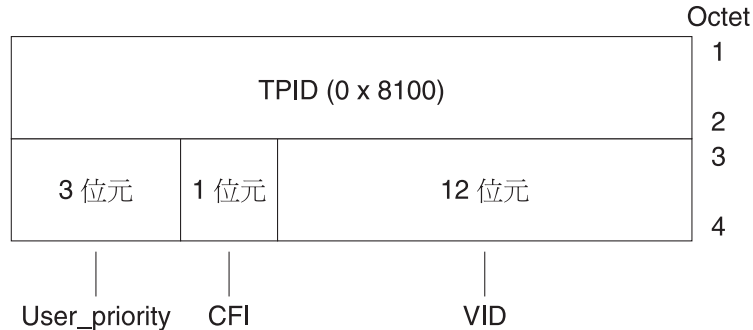 Octet
1
TPID (0 x 8100)
2
3
3 位元 1 位元 12 位元
4
User_priority CFI VID